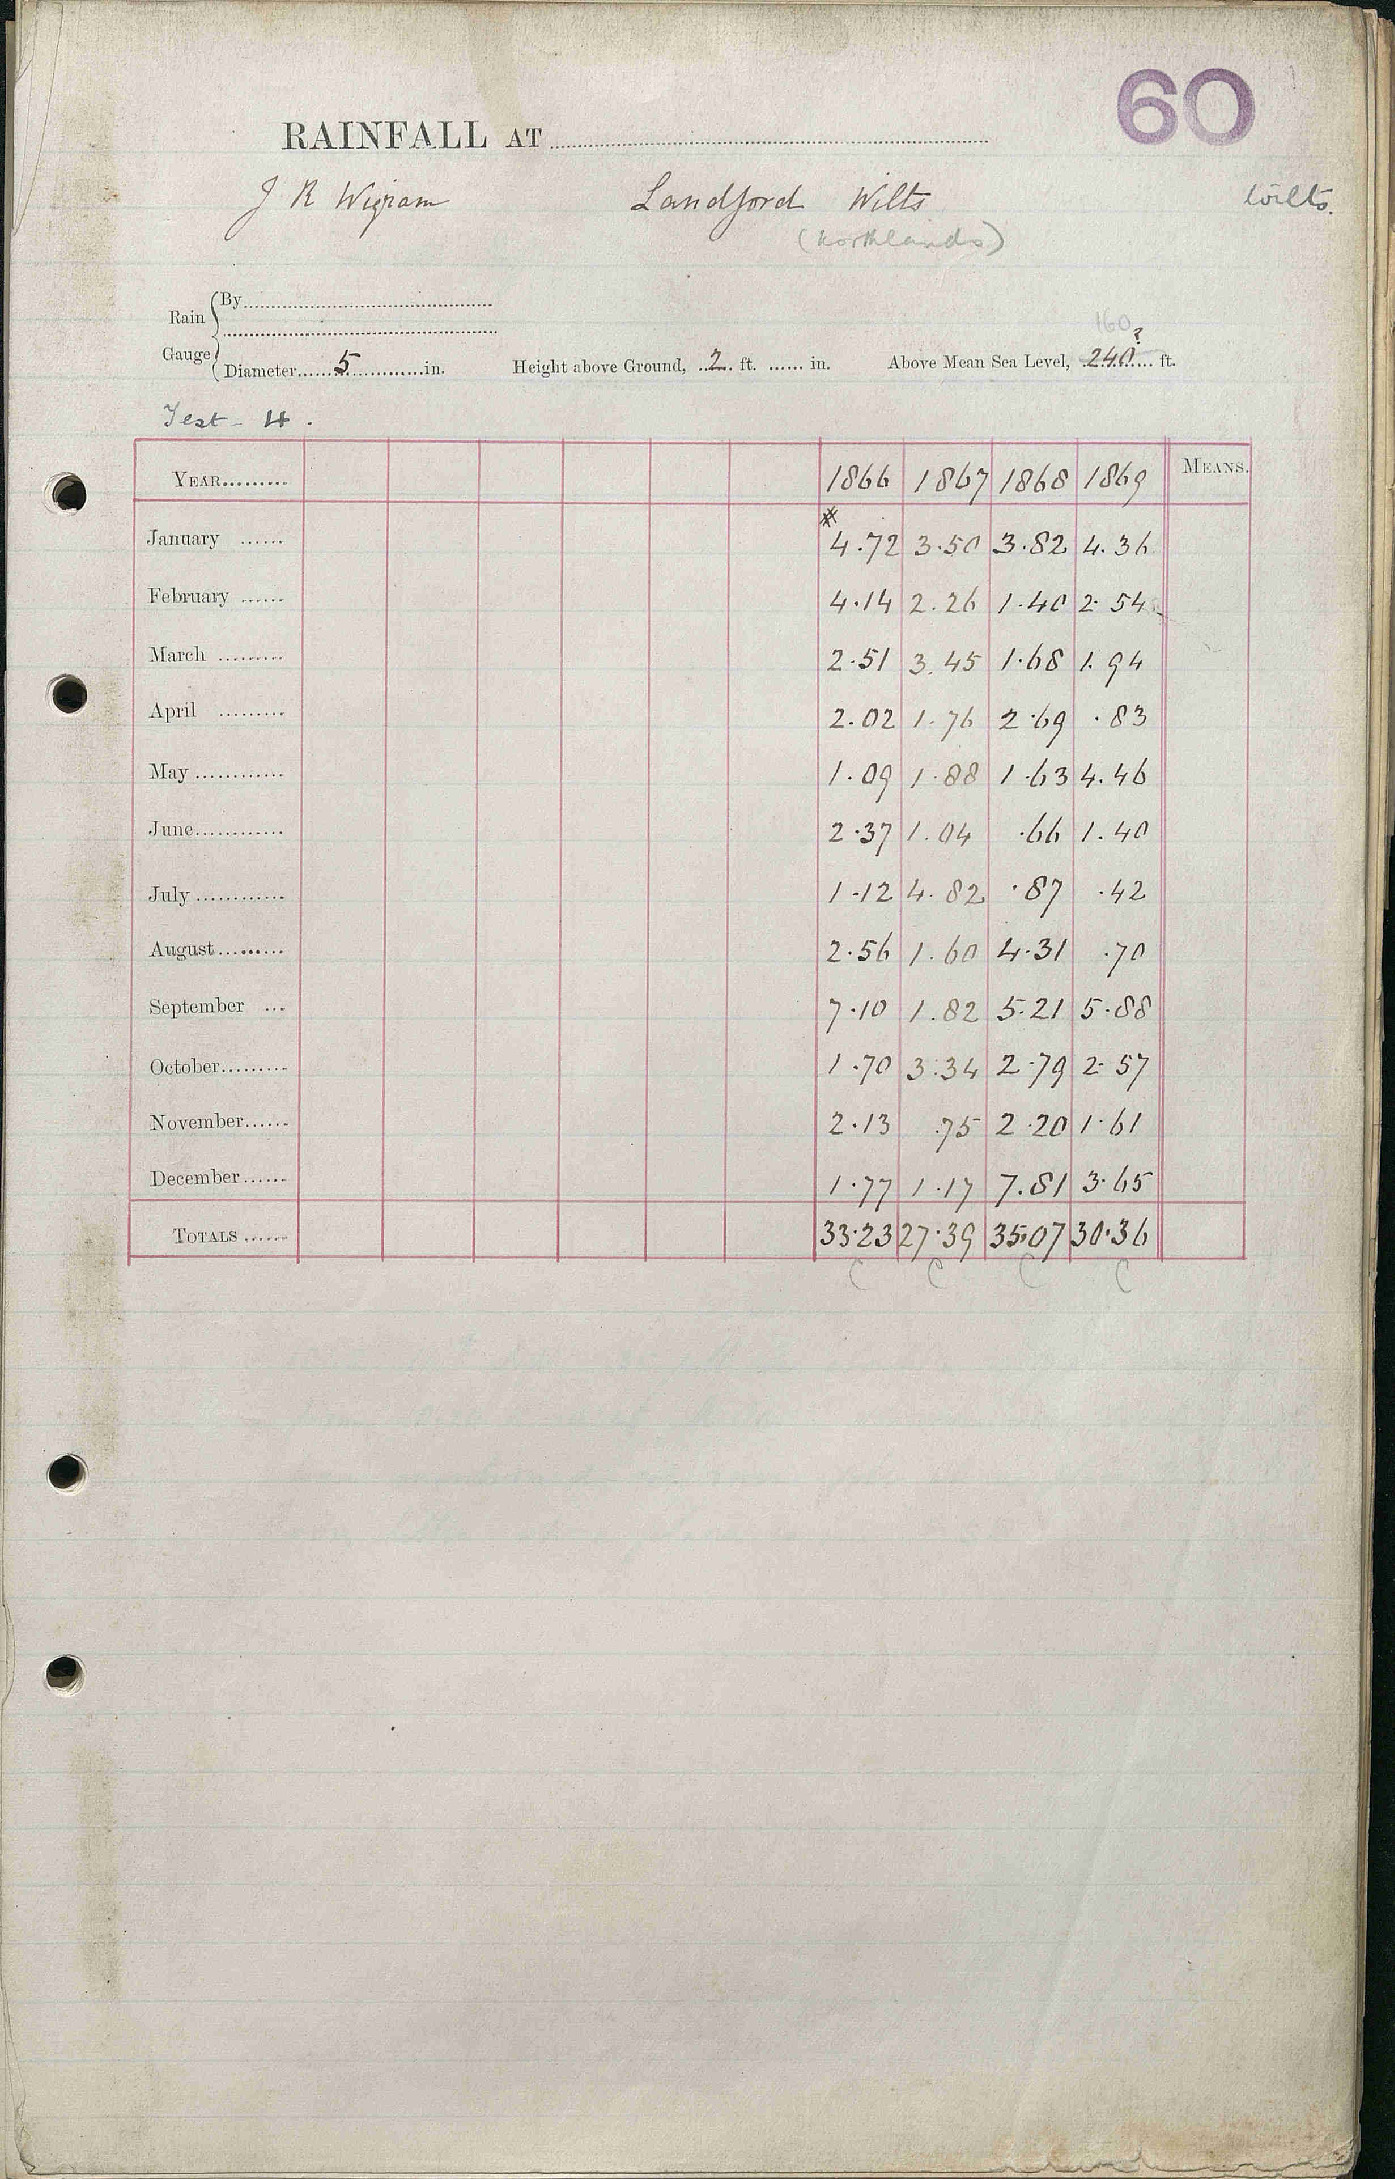 60
RAINFALL AT
J R Wigram Landford Wilts Wilts.
(Northlands)
Rain Gauge { By
Diameter 5 in. Height above Ground, 2 ft. in. Above Mean Sea Level, 240 ft.
160?
Test - 4.
YEAR 1866 1867 1868 1869 MEANS.
#
January 4.72 3.50 3.82 4.36
February 4.14 2.26 1.40 2.54
March 2.51 3.45 1.68 1.94
April 2.02 1.76 2.69 .83
May 1.09 1.88 1.63 4.46
June 2.37 1.04 .66 1.40
July 1.12 4.82 .87 .42
August 2.56 1.60 4.31 .70
September 7.10 1.82 5.21 5.88
October 1.70 3.34 2.79 2.57
November 2.13 .75 2.20 1.61
December 1.77 1.17 7.81 3.65
TOTALS 33.23 27.39 35.07 30.36
C C C C